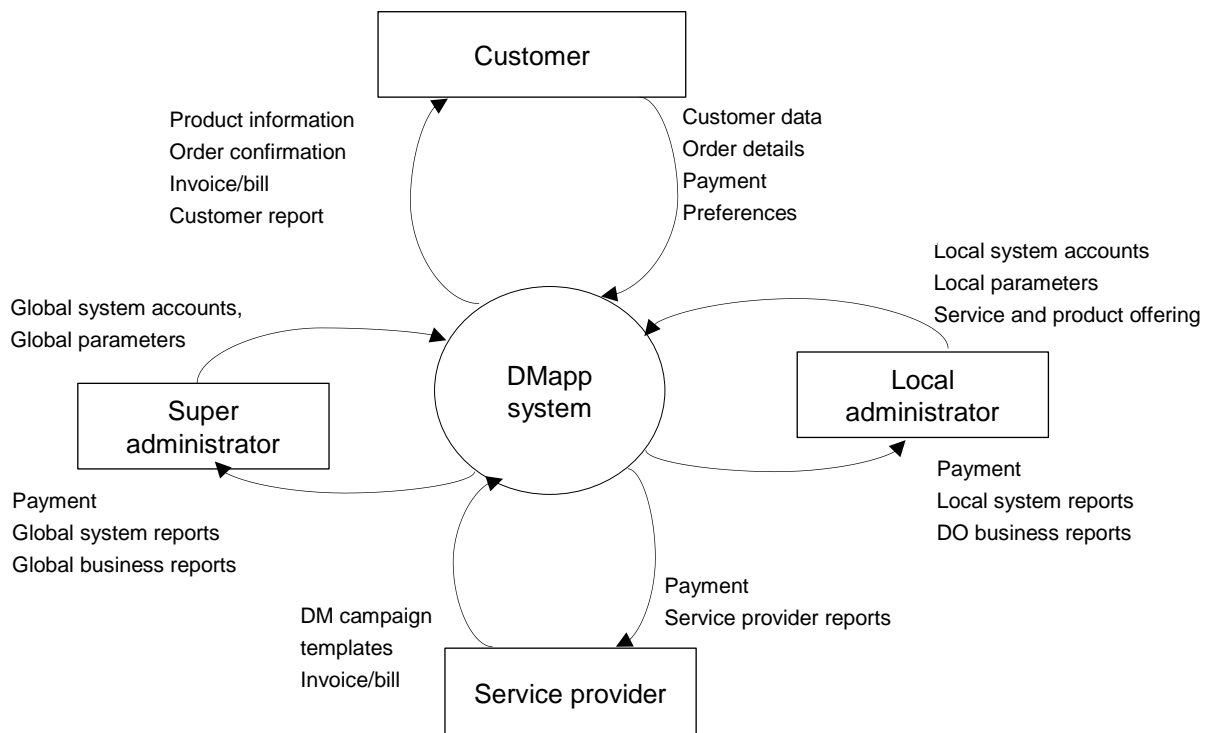 Customer
Product information
Order confirmation
Invoice/bill
Customer report
Customer data
Order details
Payment
Preferences
Local system accounts
Local parameters
Service and product offering
Global system accounts,
Global parameters
DMapp
system
Local
administrator
Super
administrator
Payment
Global system reports
Global business reports
Payment
Local system reports
DO business reports
DM campaign
templates
Invoice/bill
Payment
Service provider reports
Service provider